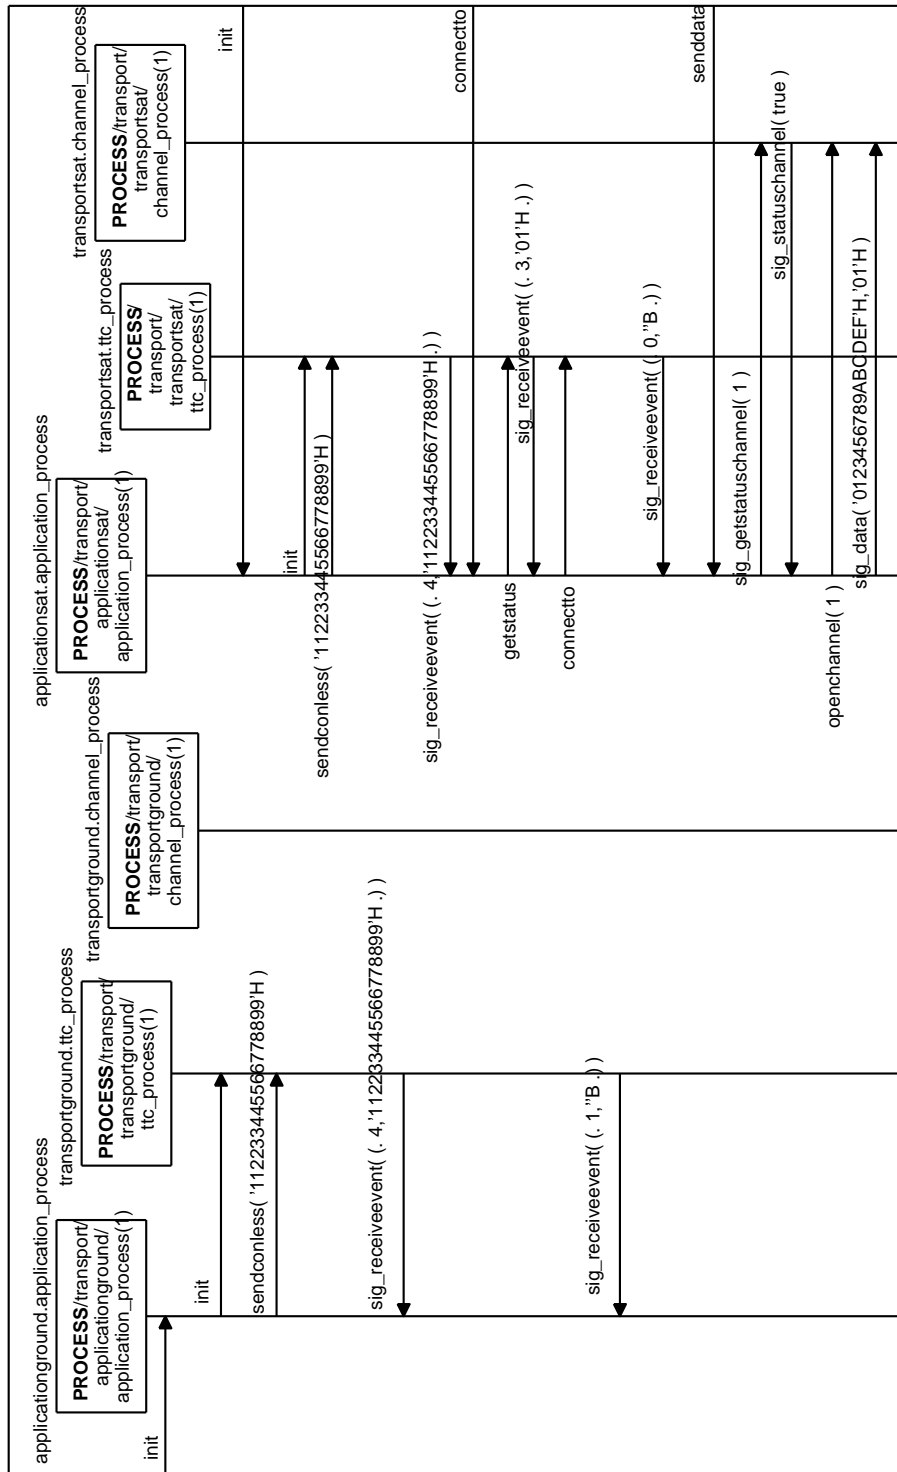 applicationground.application_process
PROCESS/transport/
applicationground/
application_process(1)
transportground.ttc_process
PROCESS/transport/
transportground/
ttc_process(1)
transportground.channel_process
PROCESS/transport/
transportground/
channel_process(1)
applicationsat.application_process
PROCESS/transport/
applicationsat/
application_process(1)
transportsat.ttc_process
PROCESS/
transport/
transportsat/
ttc_process(1)
transportsat.channel_process
PROCESS/transport/
transportsat/
channel_process(1)
init
init
init
sendconless( '112233445566778899'H )
init
sendconless( '112233445566778899'H )
sig_receiveevent( (. 4,'112233445566778899'H .) )
sig_receiveevent( (. 4,'112233445566778899'H .) )
connectto
getstatus
sig_receiveevent( (. 3,'01'H .) )
connectto
sig_receiveevent( (. 1,''B .) )
sig_receiveevent( (. 0,''B .) )
senddata
sig_getstatuschannel( 1 )
sig_statuschannel( true )
openchannel( 1 )
sig_data( '0123456789ABCDEF'H,'01'H )